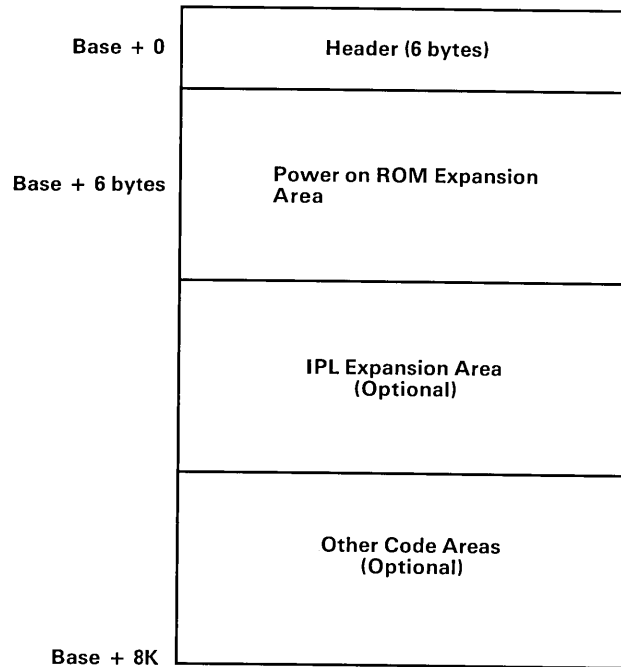 Base + 0
Header (6 bytes)
Base + 6 bytes
Power on ROM Expansion
Area
IPL Expansion Area
(Optional)
Other Code Areas
(Optional)
Base + 8K